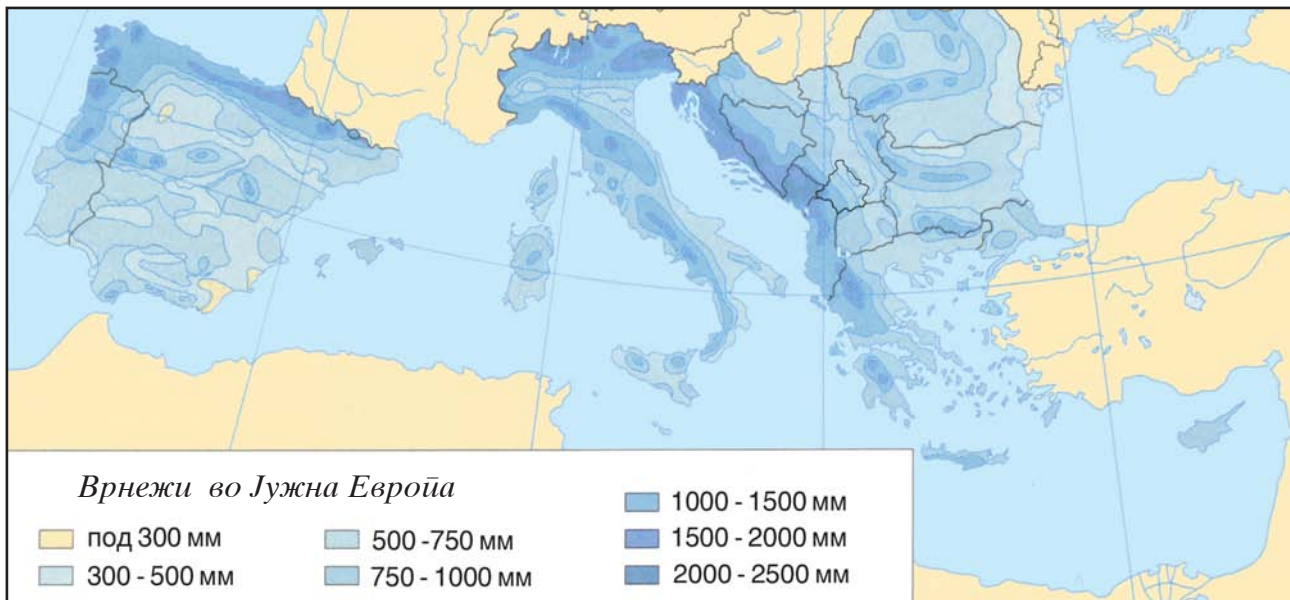 Врнежи во Јужна Европа
под 300 мм
300 - 500 мм
500 -750 мм
750 - 1000 мм
1000 - 1500 мм
1500 - 2000 мм
2000 - 2500 мм